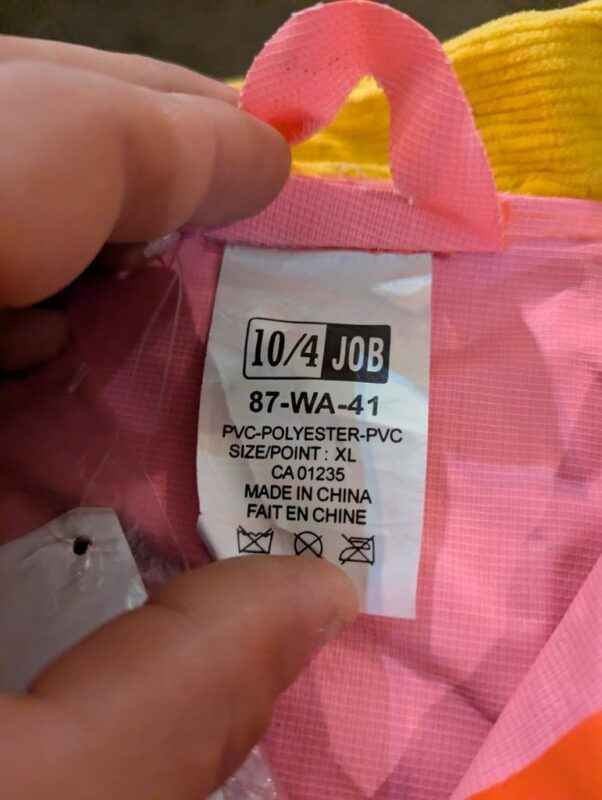 10/4 JOB
87-WA-41
PVC-POLYESTER-PVC
SIZE/POINT : XL
CA 01235
MADE IN CHINA
FAIT EN CHINE